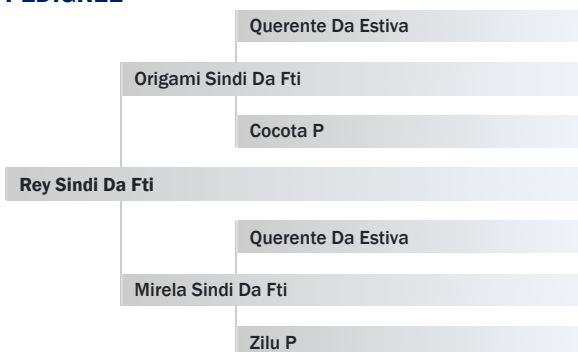 PEDIGREE
Querente Da Estiva
Origami Sindi Da Fti
Cocota P
Rey Sindi Da Fti
Querente Da Estiva
Mirela Sindi Da Fti
Zilu P